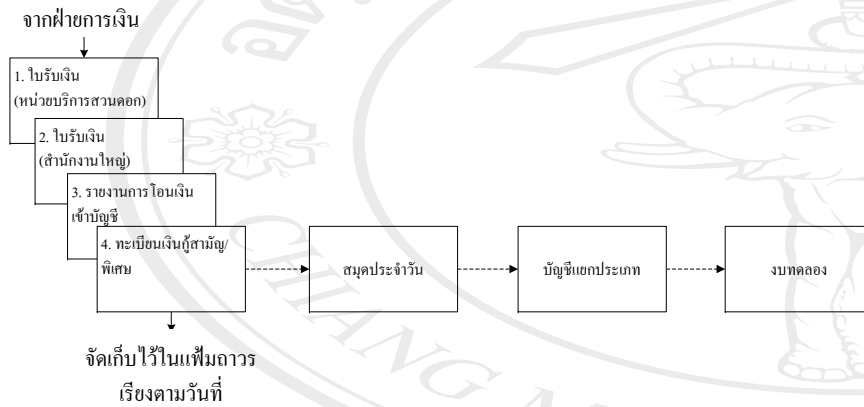 จากฝ่ายการเงิน
1. ใบรับเงิน
(หน่วยบริการสวนดอก)
2. ใบรับเงิน
(สำนักงานใหญ่)
3. รายงานการโอนเงิน
เข้าบัญชี
4. ทะเบียนเงินกู้สามัญ/
พิเศษ
สมุดประจำวัน
บัญชีแยกประเภท
งบทดลอง
จัดเก็บไว้ในแฟ้มถาวร
เรียงตามวันที่
CHIANG M